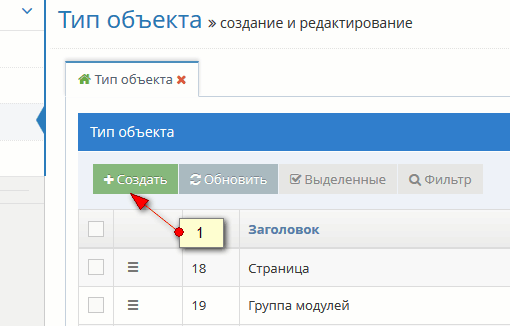 Тип объекта » создание и редактирование
Тип объекта
Тип объекта
Создать Обновить Выделенные Фильтр
1 Заголовок
18 Страница
19 Группа модулей